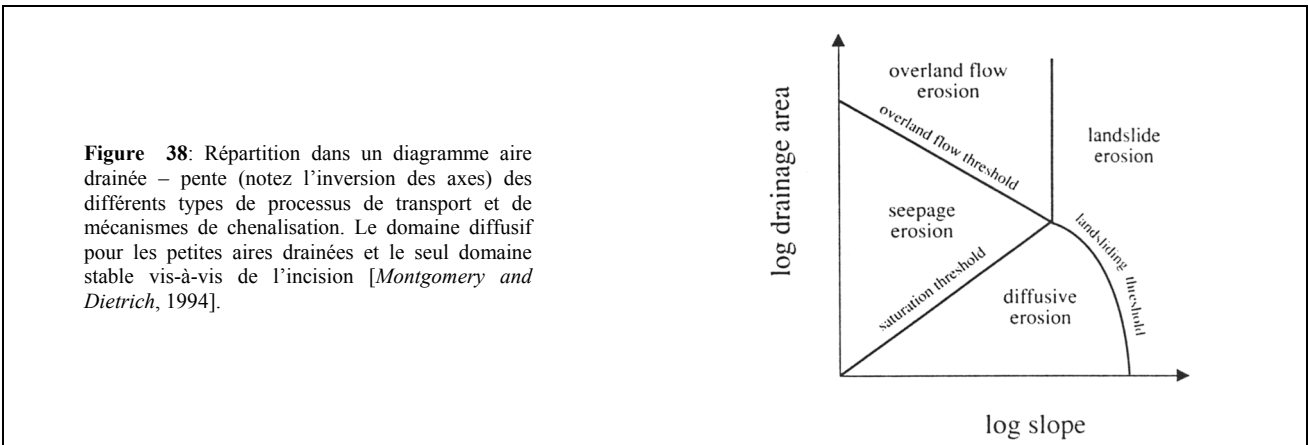 Figure 38: Répartition dans un diagramme aire
drainée – pente (notez l'inversion des axes) des
différents types de processus de transport et de
mécanismes de chenalisation. Le domaine diffusif
pour les petites aires drainées et le seul domaine
stable vis-à-vis de l'incision [Montgomery and
Dietrich, 1994].
log drainage area
overland flow
erosion
overland flow threshold
landslide
erosion
seepage
erosion
saturation threshold
diffusive
erosion
landsliding threshold
log slope